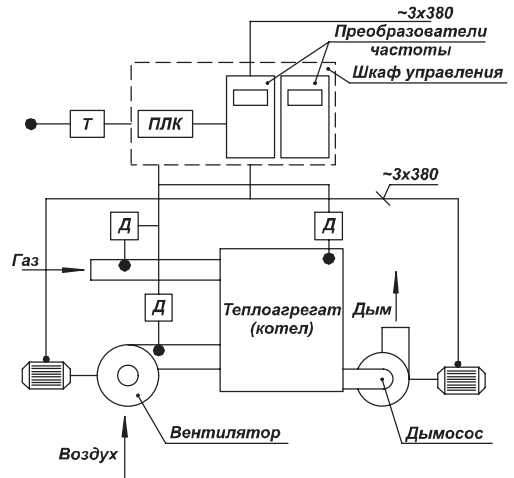 ~3x380
Преобразователи
частоты
Шкаф управления
Т
ПЛК
~3x380
Д
Д
Газ
Д
Теплоагрегат
(котел)
Дым
Вентилятор
Дымосос
Воздух